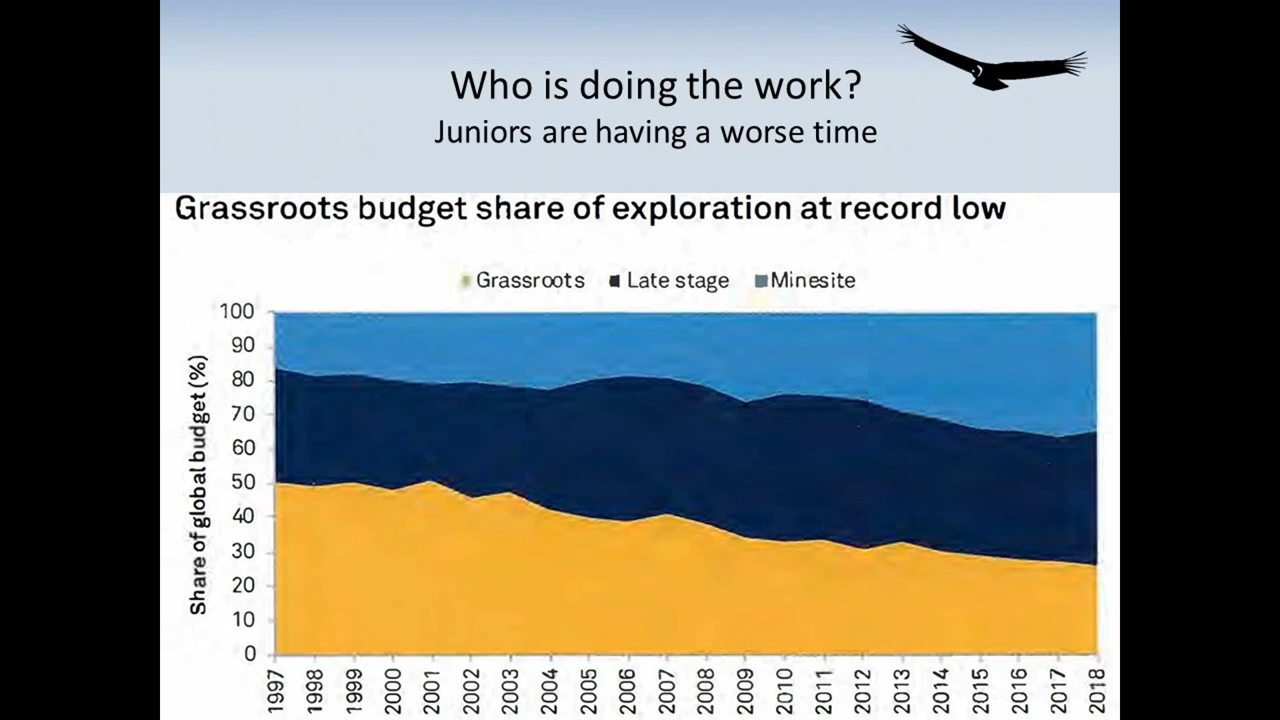 Who is doing the work?
Juniors are having a worse time
Grassroots budget share of exploration at record low
Grassroots Late stage Minesite
Share of global budget (%)
100
90
80
70
60
50
40
30
20
10
0
1997 1998 1999 2000 2001 2002 2003 2004 2005 2006 2007 2008 2009 2010 2011 2012 2013 2014 2015 2016 2017 2018